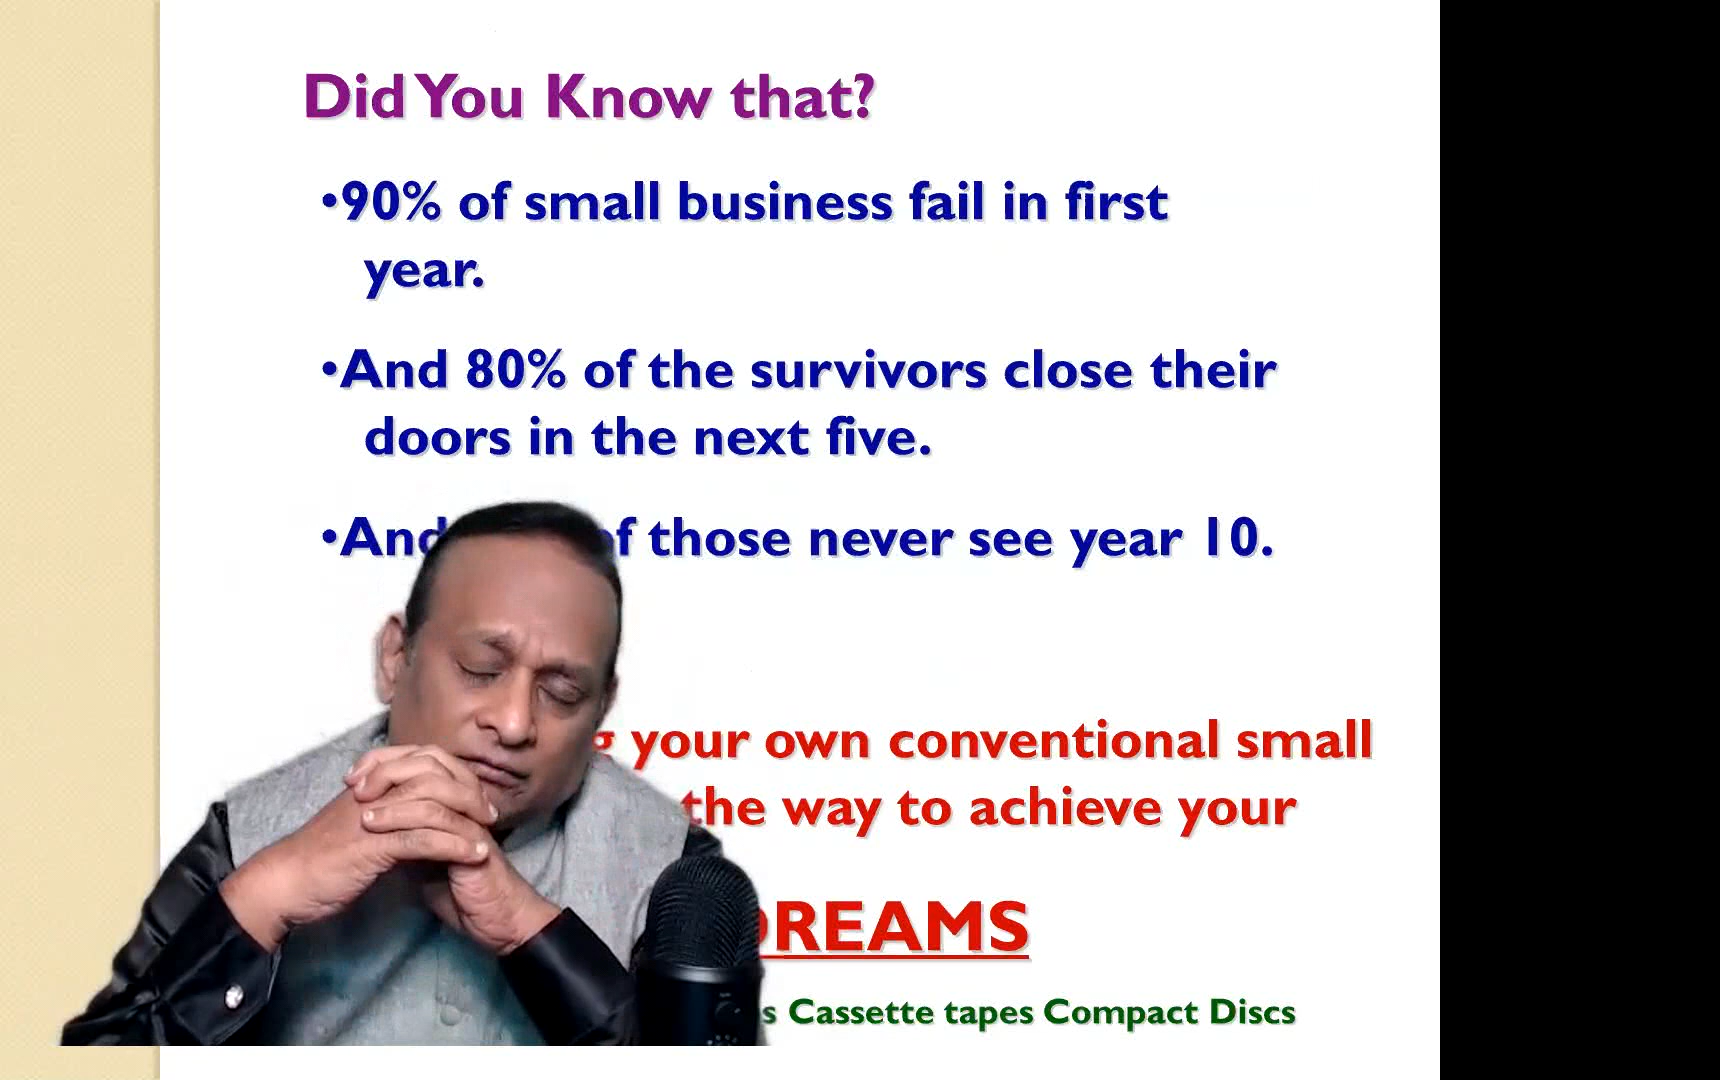 Did You Know that?
•90% of small business fail in first
year.
•And 80% of the survivors close their
doors in the next five.
•And of those never see year 10.
your own conventional small
the way to achieve your
DREAMS
Cassette tapes Compact Discs